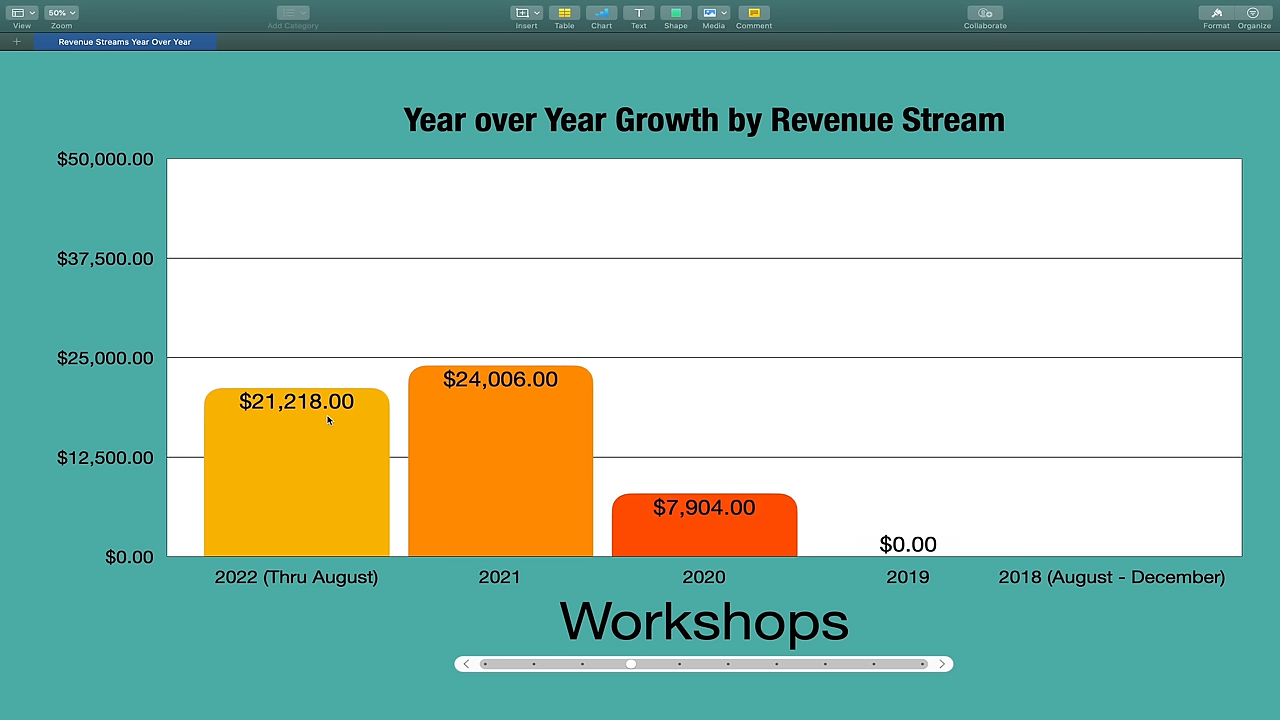 50%
View
Zoom
Add Category
Insert
Table
Chart
Text
Shape
Media
Comment
Collaborate
Format
Organize
Revenue Streams Year Over Year
Year over Year Growth by Revenue Stream
$50,000.00
$37,500.00
$25,000.00
$12,500.00
$0.00
$21,218.00
$24,006.00
$7,904.00
$0.00
2022 (Thru August)
2021
2020
2019
2018 (August - December)
Workshops